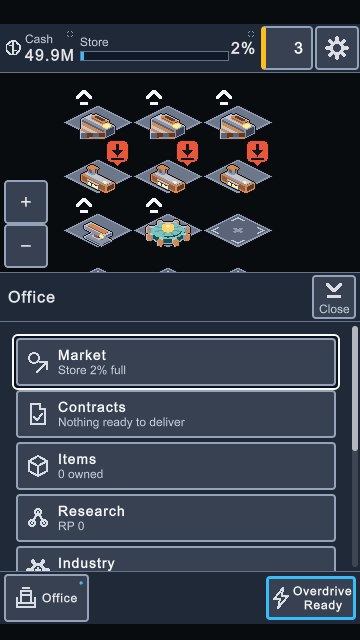 Cash
49.9M
Store
2%
3
+
−
Office
Close
Market
Store 2% full
Contracts
Nothing ready to deliver
Items
0 owned
Research
RP 0
Industry
Office
Overdrive
Ready